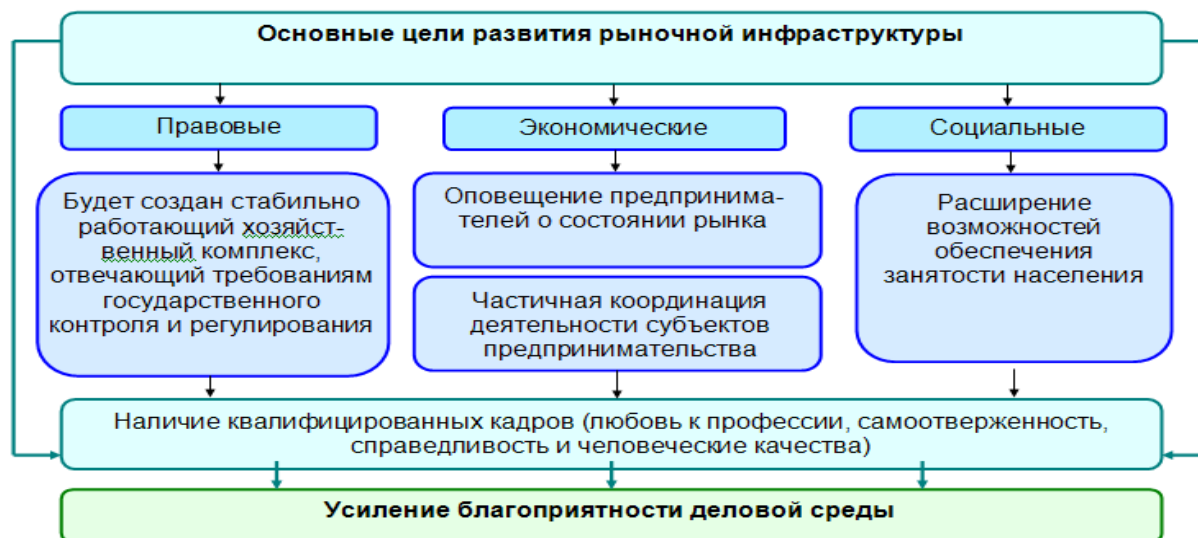 Основные цели развития рыночной инфраструктуры
Правовые
Экономические
Социальные
Будет создан стабильно
работающий хозяйст-
венный комплекс,
отвечающий требованиям
государственного
контроля и регулирования
Оповещение предпринима-
телей о состоянии рынка
Частичная координация
деятельности субъектов
предпринимательства
Расширение
возможностей
обеспечения
занятости населения
Наличие квалифицированных кадров (любовь к профессии, самоотверженность,
справедливость и человеческие качества)
Усиление благоприятности деловой среды